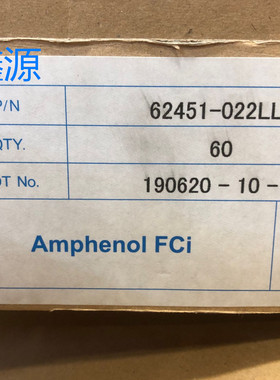 源
P/N 62451-022LL
QTY. 60
OT No. 190620-10-
Amphenol FCi